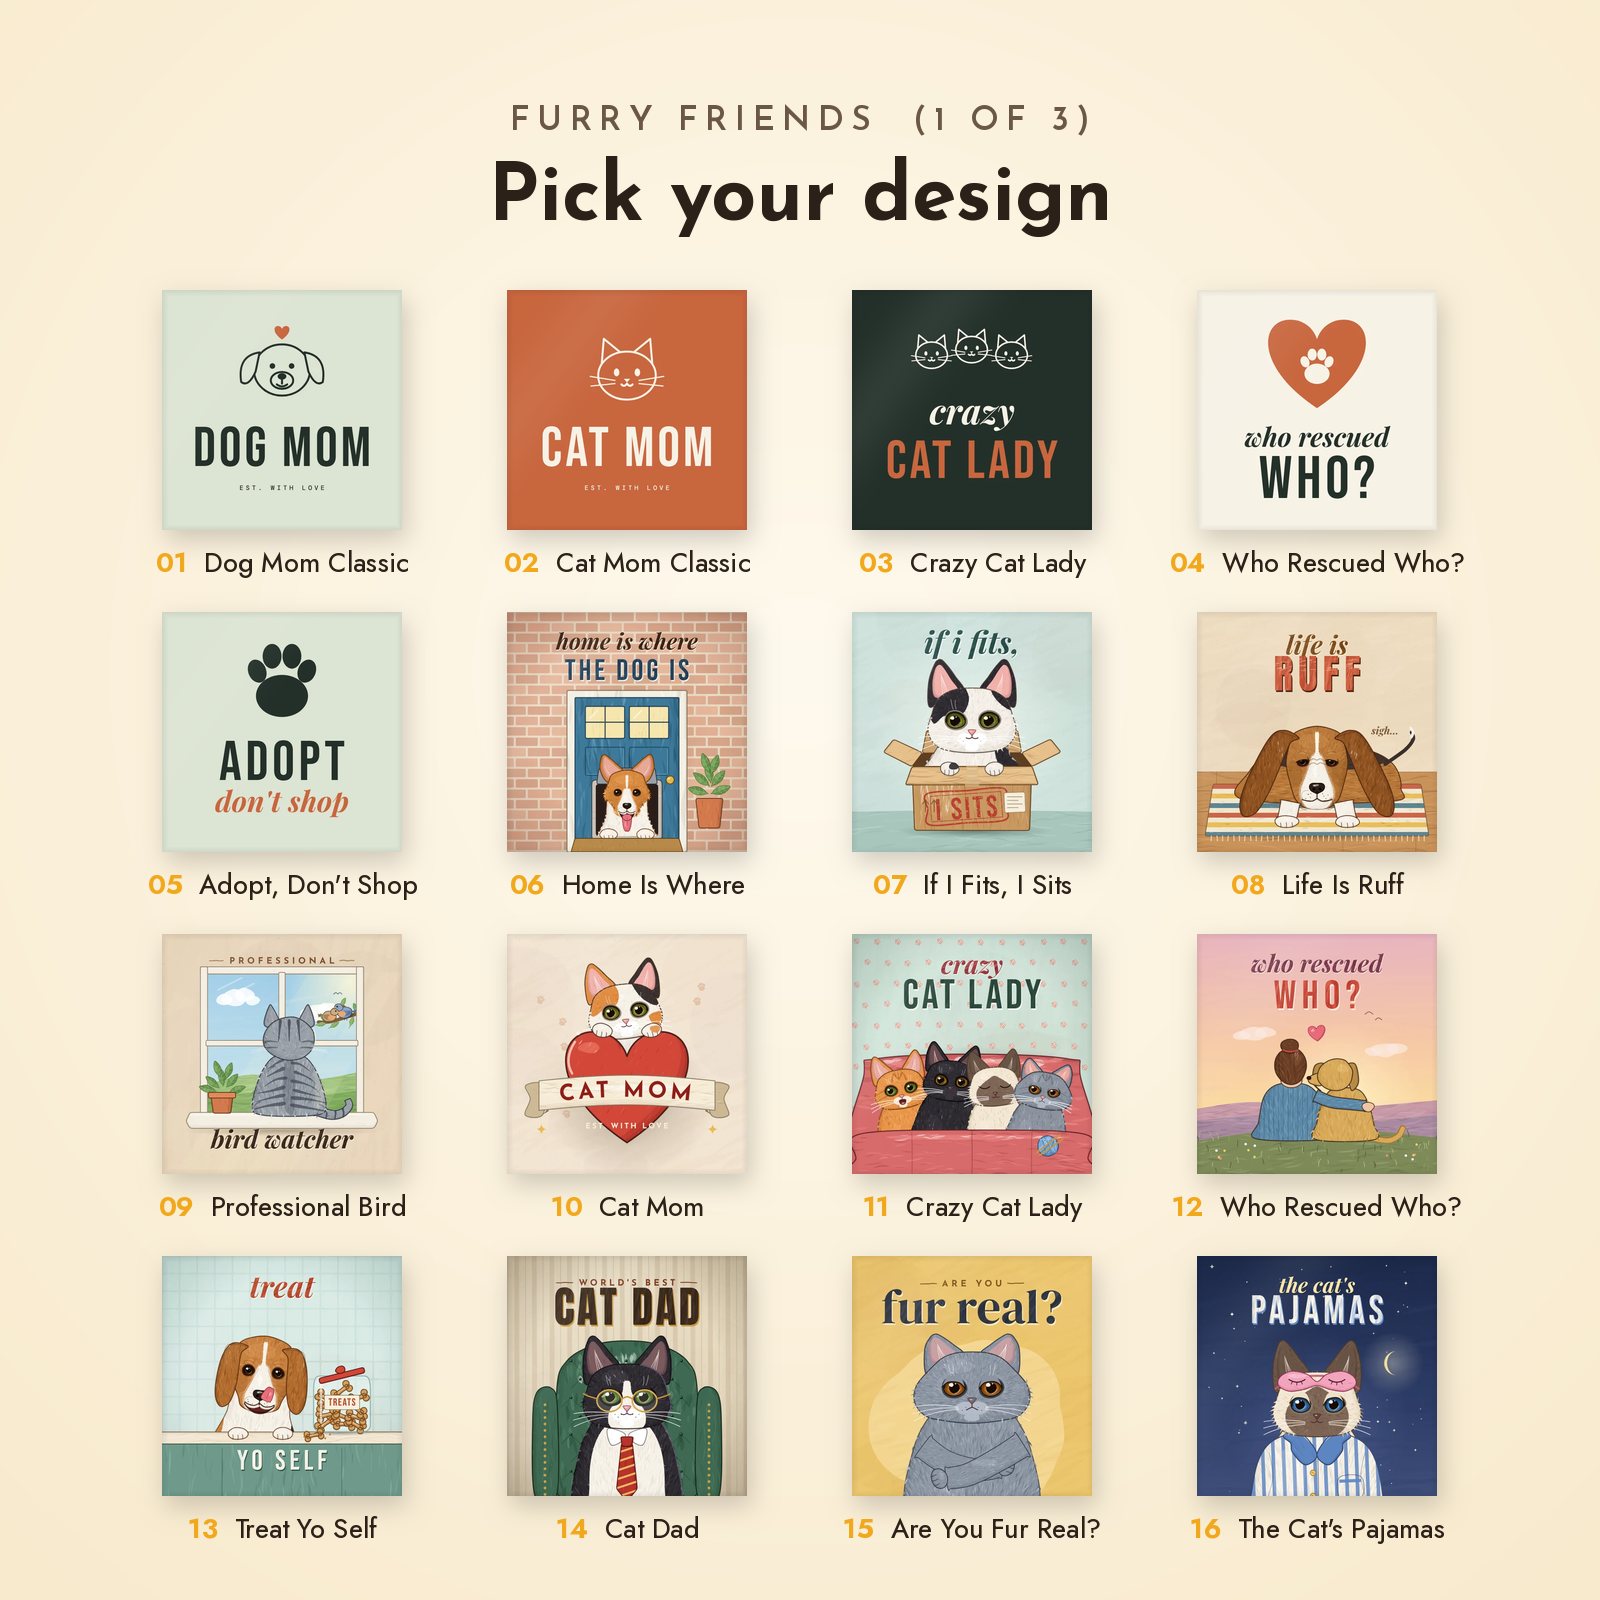 FURRY FRIENDS (1 OF 3)
Pick your design
DOG MOM
EST. WITH LOVE
01 Dog Mom Classic
CAT MOM
EST. WITH LOVE
02 Cat Mom Classic
crazy
CAT LADY
03 Crazy Cat Lady
who rescued
WHO?
04 Who Rescued Who?
ADOPT
don't shop
05 Adopt, Don't Shop
home is where
THE DOG IS
06 Home Is Where
if i fits,
I SITS
07 If I Fits, I Sits
life is
RUFF
sigh...
08 Life Is Ruff
PROFESSIONAL
bird watcher
09 Professional Bird
CAT MOM
EST WITH LOVE
10 Cat Mom
crazy
CAT LADY
11 Crazy Cat Lady
who rescued
WHO?
12 Who Rescued Who?
treat
TREATS
YO SELF
13 Treat Yo Self
WORLD'S BEST
CAT DAD
14 Cat Dad
ARE YOU
fur real?
15 Are You Fur Real?
the cat's
PAJAMAS
16 The Cat's Pajamas